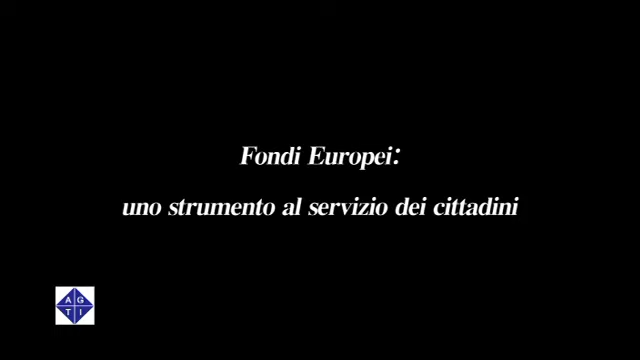 Fondi Europei:
uno strumento al servizio dei cittadini
A G
T I